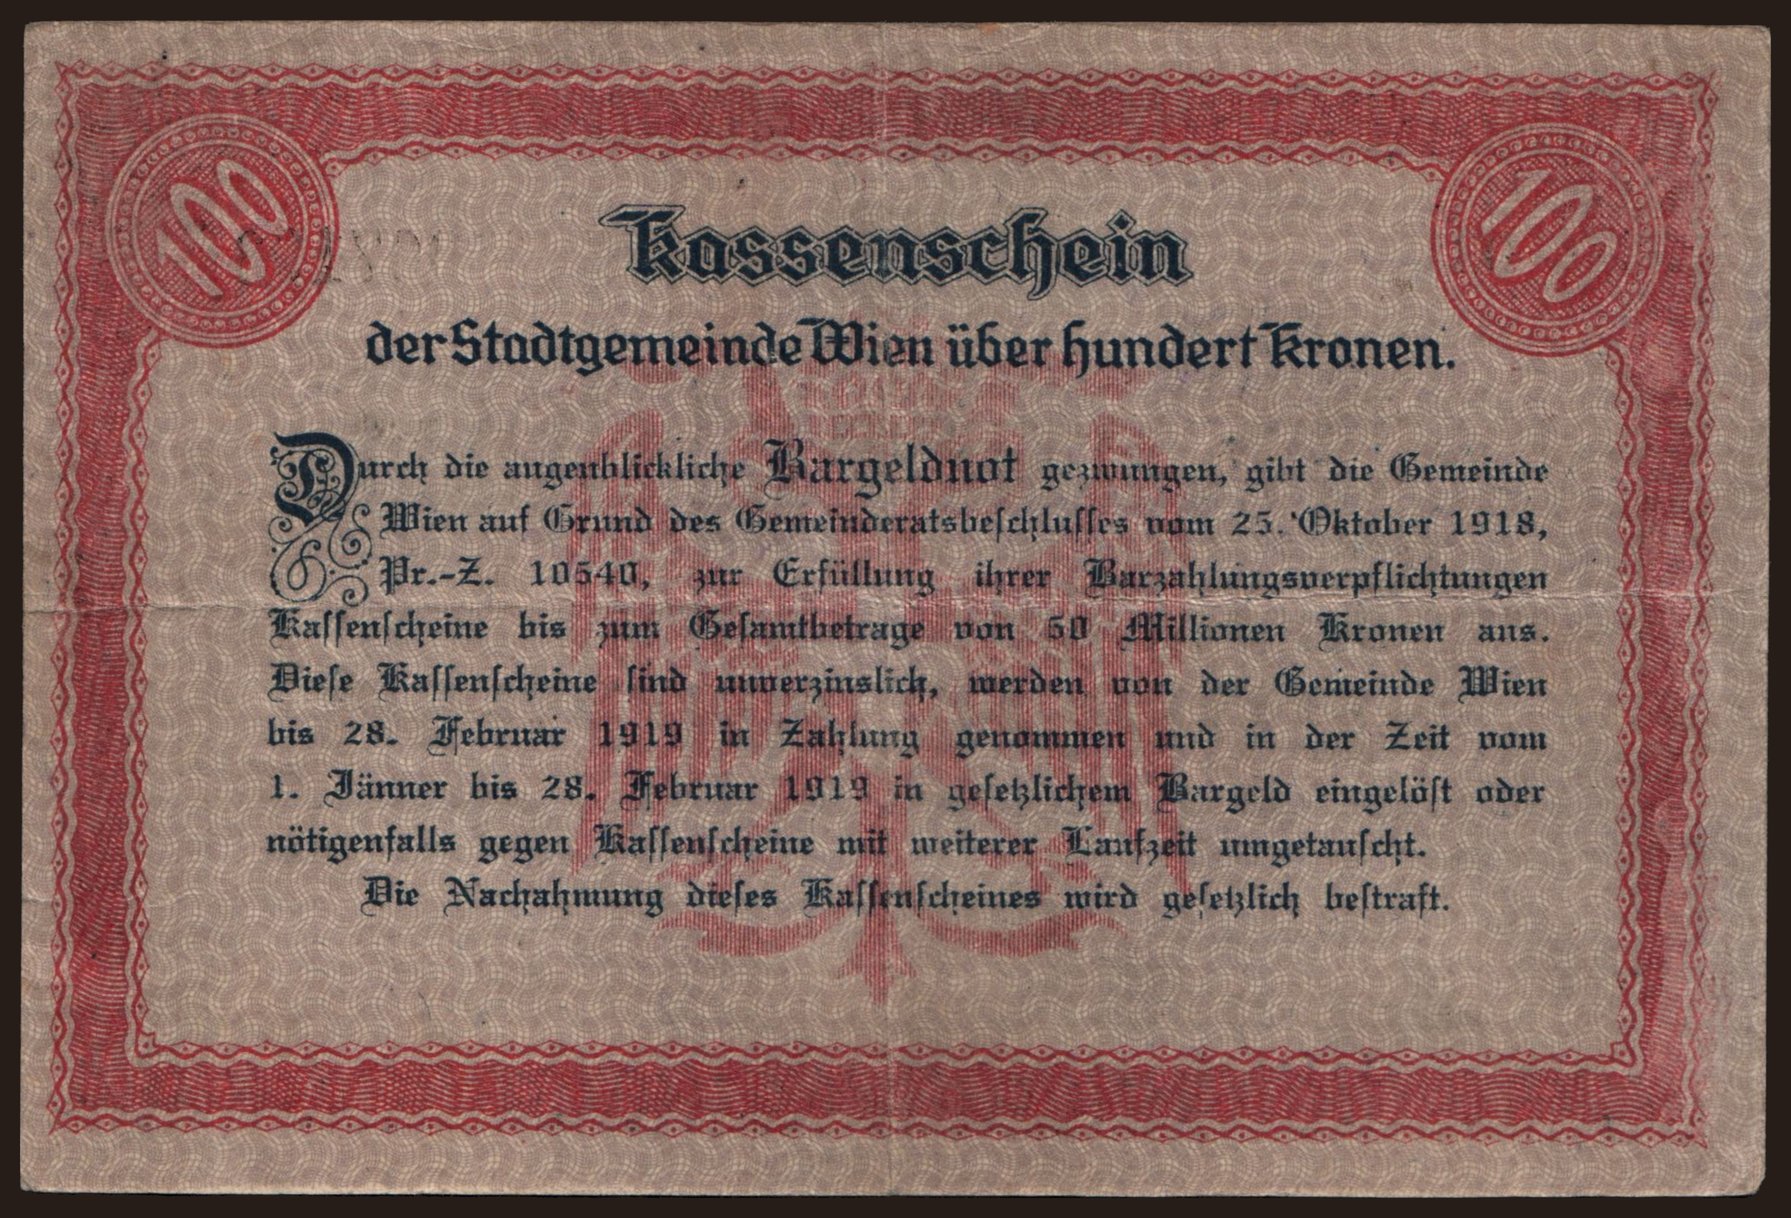 100
100
Kassenschein
der Stadtgemeinde Wien über hundert Kronen.
Durch die augenblickliche Bargeldnot gezwungen, gibt die Gemeinde
Wien auf Grund des Gemeinderatsbeschlusses vom 25. Oktober 1918,
Pr.-Z. 10540, zur Erfüllung ihrer Barzahlungsverpflichtungen
Kassenscheine bis zum Gesamtbetrage von 50 Millionen Kronen aus.
Diese Kassenscheine sind unverzinslich, werden von der Gemeinde Wien
bis 28. Februar 1919 in Zahlung genommen und in der Zeit vom
1. Jänner bis 28. Februar 1919 in gesetzlichem Bargeld eingelöst oder
nötigenfalls gegen Kassenscheine mit weiterer Laufzeit umgetauscht.
Die Nachahmung dieses Kassenscheines wird gesetzlich bestraft.